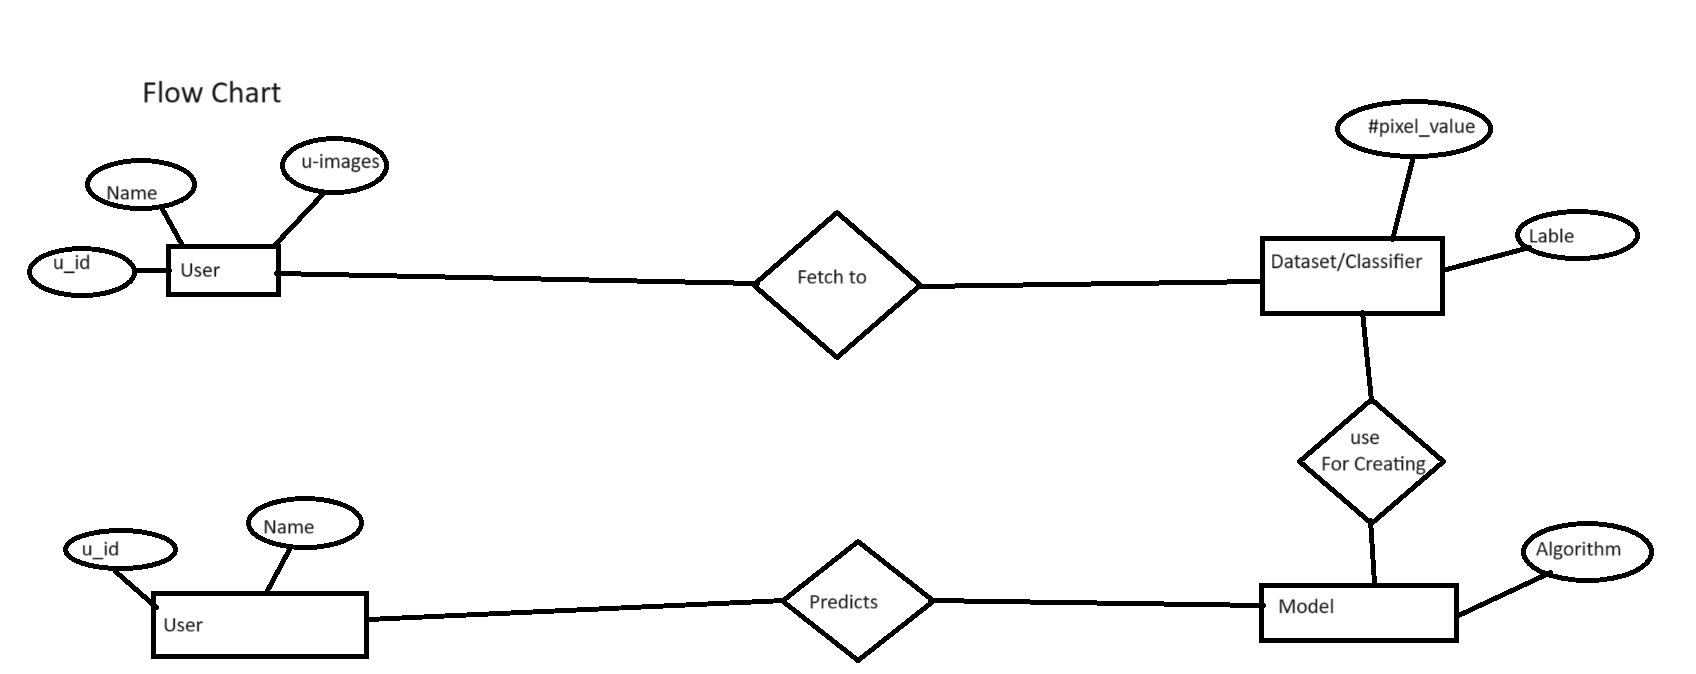 Flow Chart
#pixel_value
u-images
Name
Lable
u_id
User
Fetch to
Dataset/Classifier
use
For Creating
Name
u_id
Algorithm
Predicts
Model
User